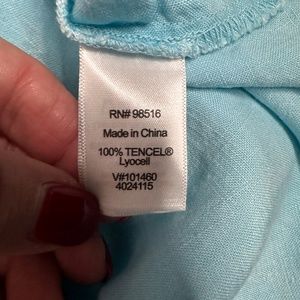 RN# 98516
Made in China
100% TENCEL®
Lyocell
V#101460
4024115